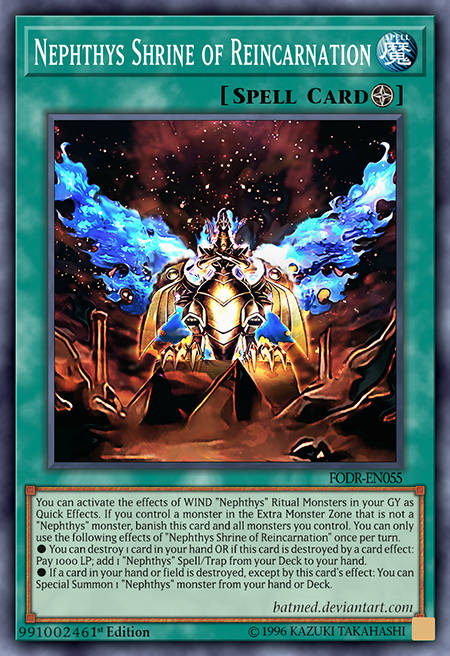 Nephthys Shrine of Reincarnation
SPELL
魔
[Spell Card]
FODR-EN055
You can activate the effects of WIND "Nephthys" Ritual Monsters in your GY as
Quick Effects. If you control a monster in the Extra Monster Zone that is not a
"Nephthys" monster, banish this card and all monsters you control. You can only
use the following effects of "Nephthys Shrine of Reincarnation" once per turn.
● You can destroy 1 card in your hand OR if this card is destroyed by a card effect:
Pay 1000 LP; add 1 "Nephthys" Spell/Trap from your Deck to your hand.
● If a card in your hand or field is destroyed, except by this card's effect: You can
Special Summon 1 "Nephthys" monster from your hand or Deck.
batmed.deviantart.com
991002461st Edition
© 1996 KAZUKI TAKAHASHI